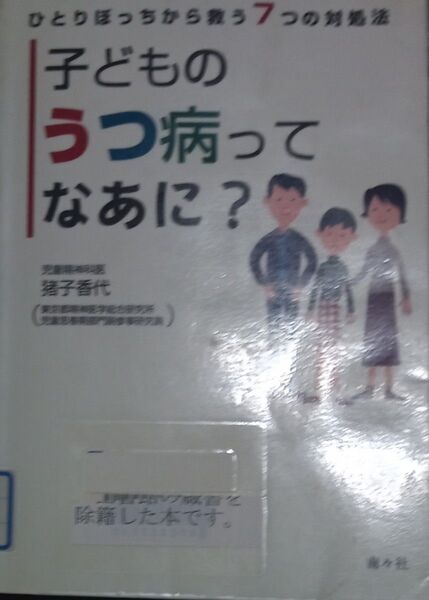 ひとりぼっちから救う7つの対処法
子どもの
うつ病って
なあに?
児童精神科医
猪子香代
除籍した本です。
南々社